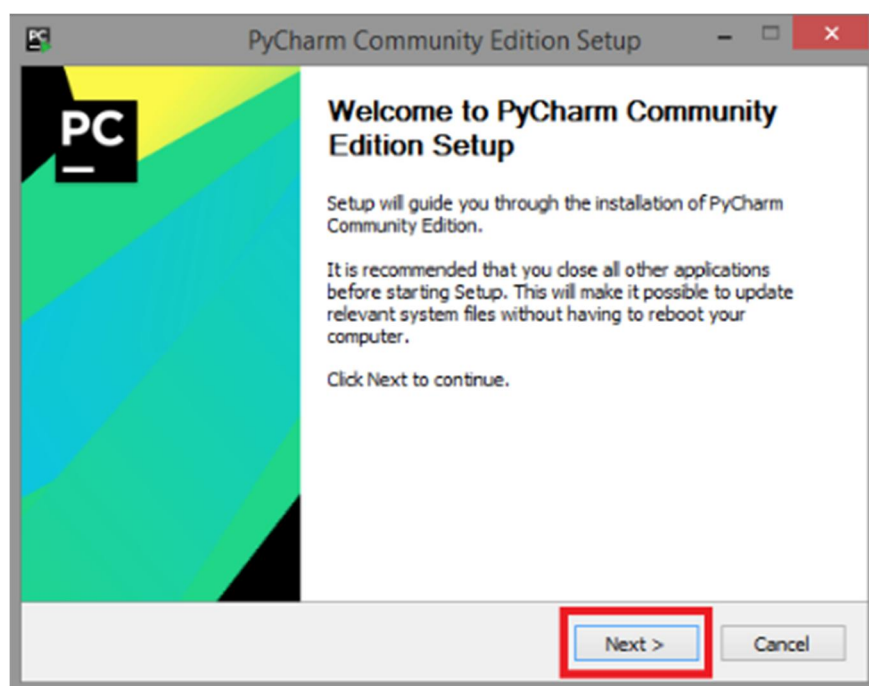 PC
PyCharm Community Edition Setup
PC
Welcome to PyCharm Community
Edition Setup
Setup will guide you through the installation of PyCharm
Community Edition.
It is recommended that you close all other applications
before starting Setup. This will make it possible to update
relevant system files without having to reboot your
computer.
Click Next to continue.
Next >
Cancel